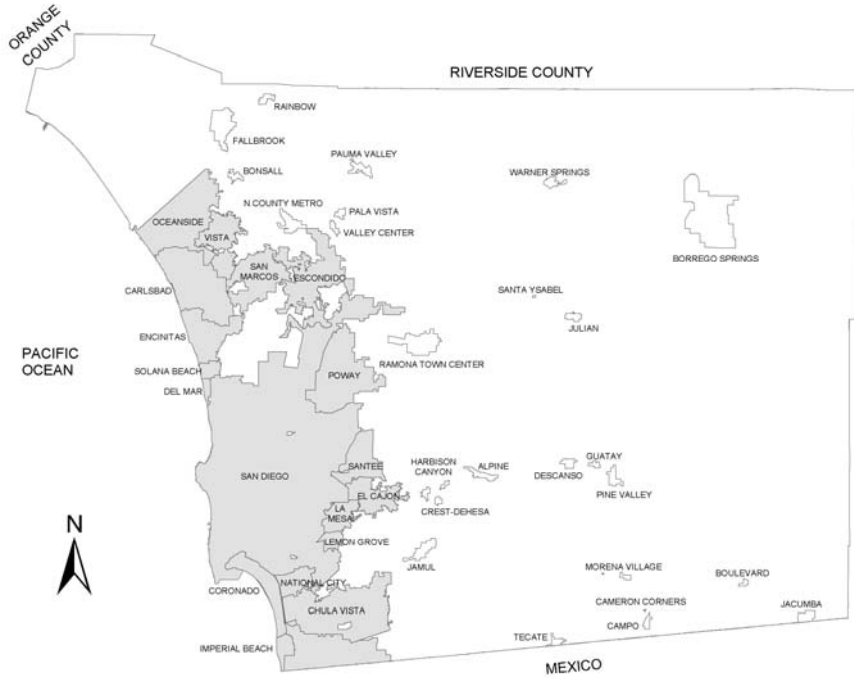 ORANGE
COUNTY
RIVERSIDE COUNTY
RAINBOW
FALLBROOK
PAUMA VALLEY
BONSALL
WARNER SPRINGS
N COUNTY METRO
PALA VISTA
OCEANSIDE
VALLEY CENTER
VISTA
BORREGO SPRINGS
SAN
MARCOS
ESCONDIDO
CARLSBAD
SANTA YSABEL
JULIAN
ENCINITAS
PACIFIC
OCEAN
RAMONA TOWN CENTER
SOLANA BEACH
POWAY
DEL MAR
SANTEE
HARBISON
CANYON
ALPINE
GUATAY
DESCANSO
SAN DIEGO
PINE VALLEY
EL CAJON
CREST-DEHESA
LA
MESA
N
LEMON GROVE
JAMUL
MORENA VILLAGE
BOULEVARD
NATIONAL CITY
CORONADO
CAMERON CORNERS
JACUMBA
CHULA VISTA
CAMPO
TECATE
IMPERIAL BEACH
MEXICO